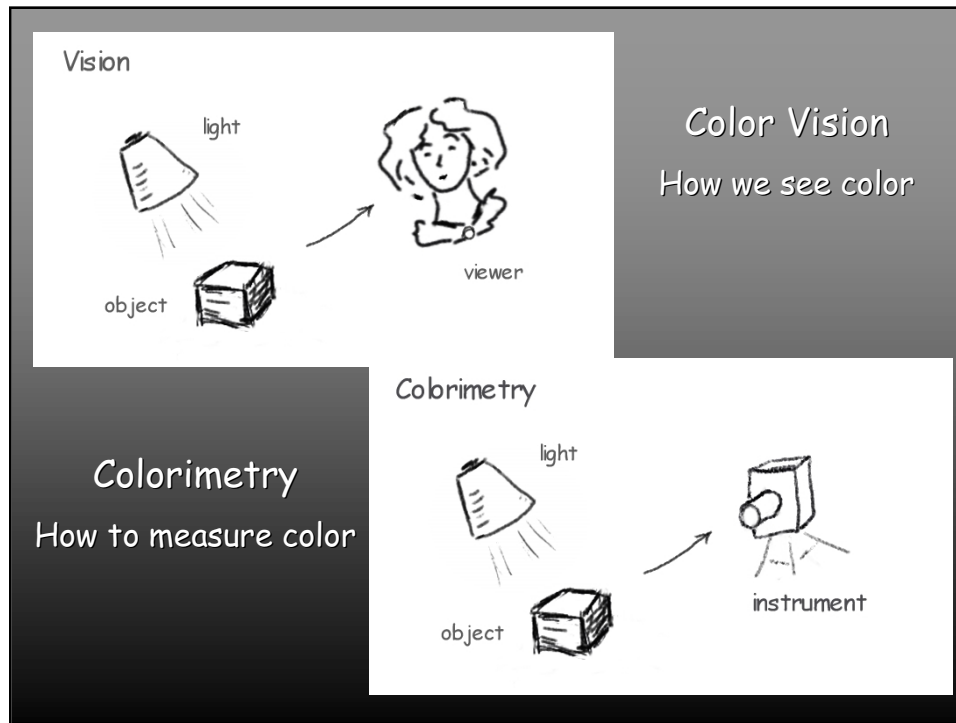 Vision
light
object
viewer
Color Vision
How we see color
Colorimetry
How to measure color
Colorimetry
light
object
instrument